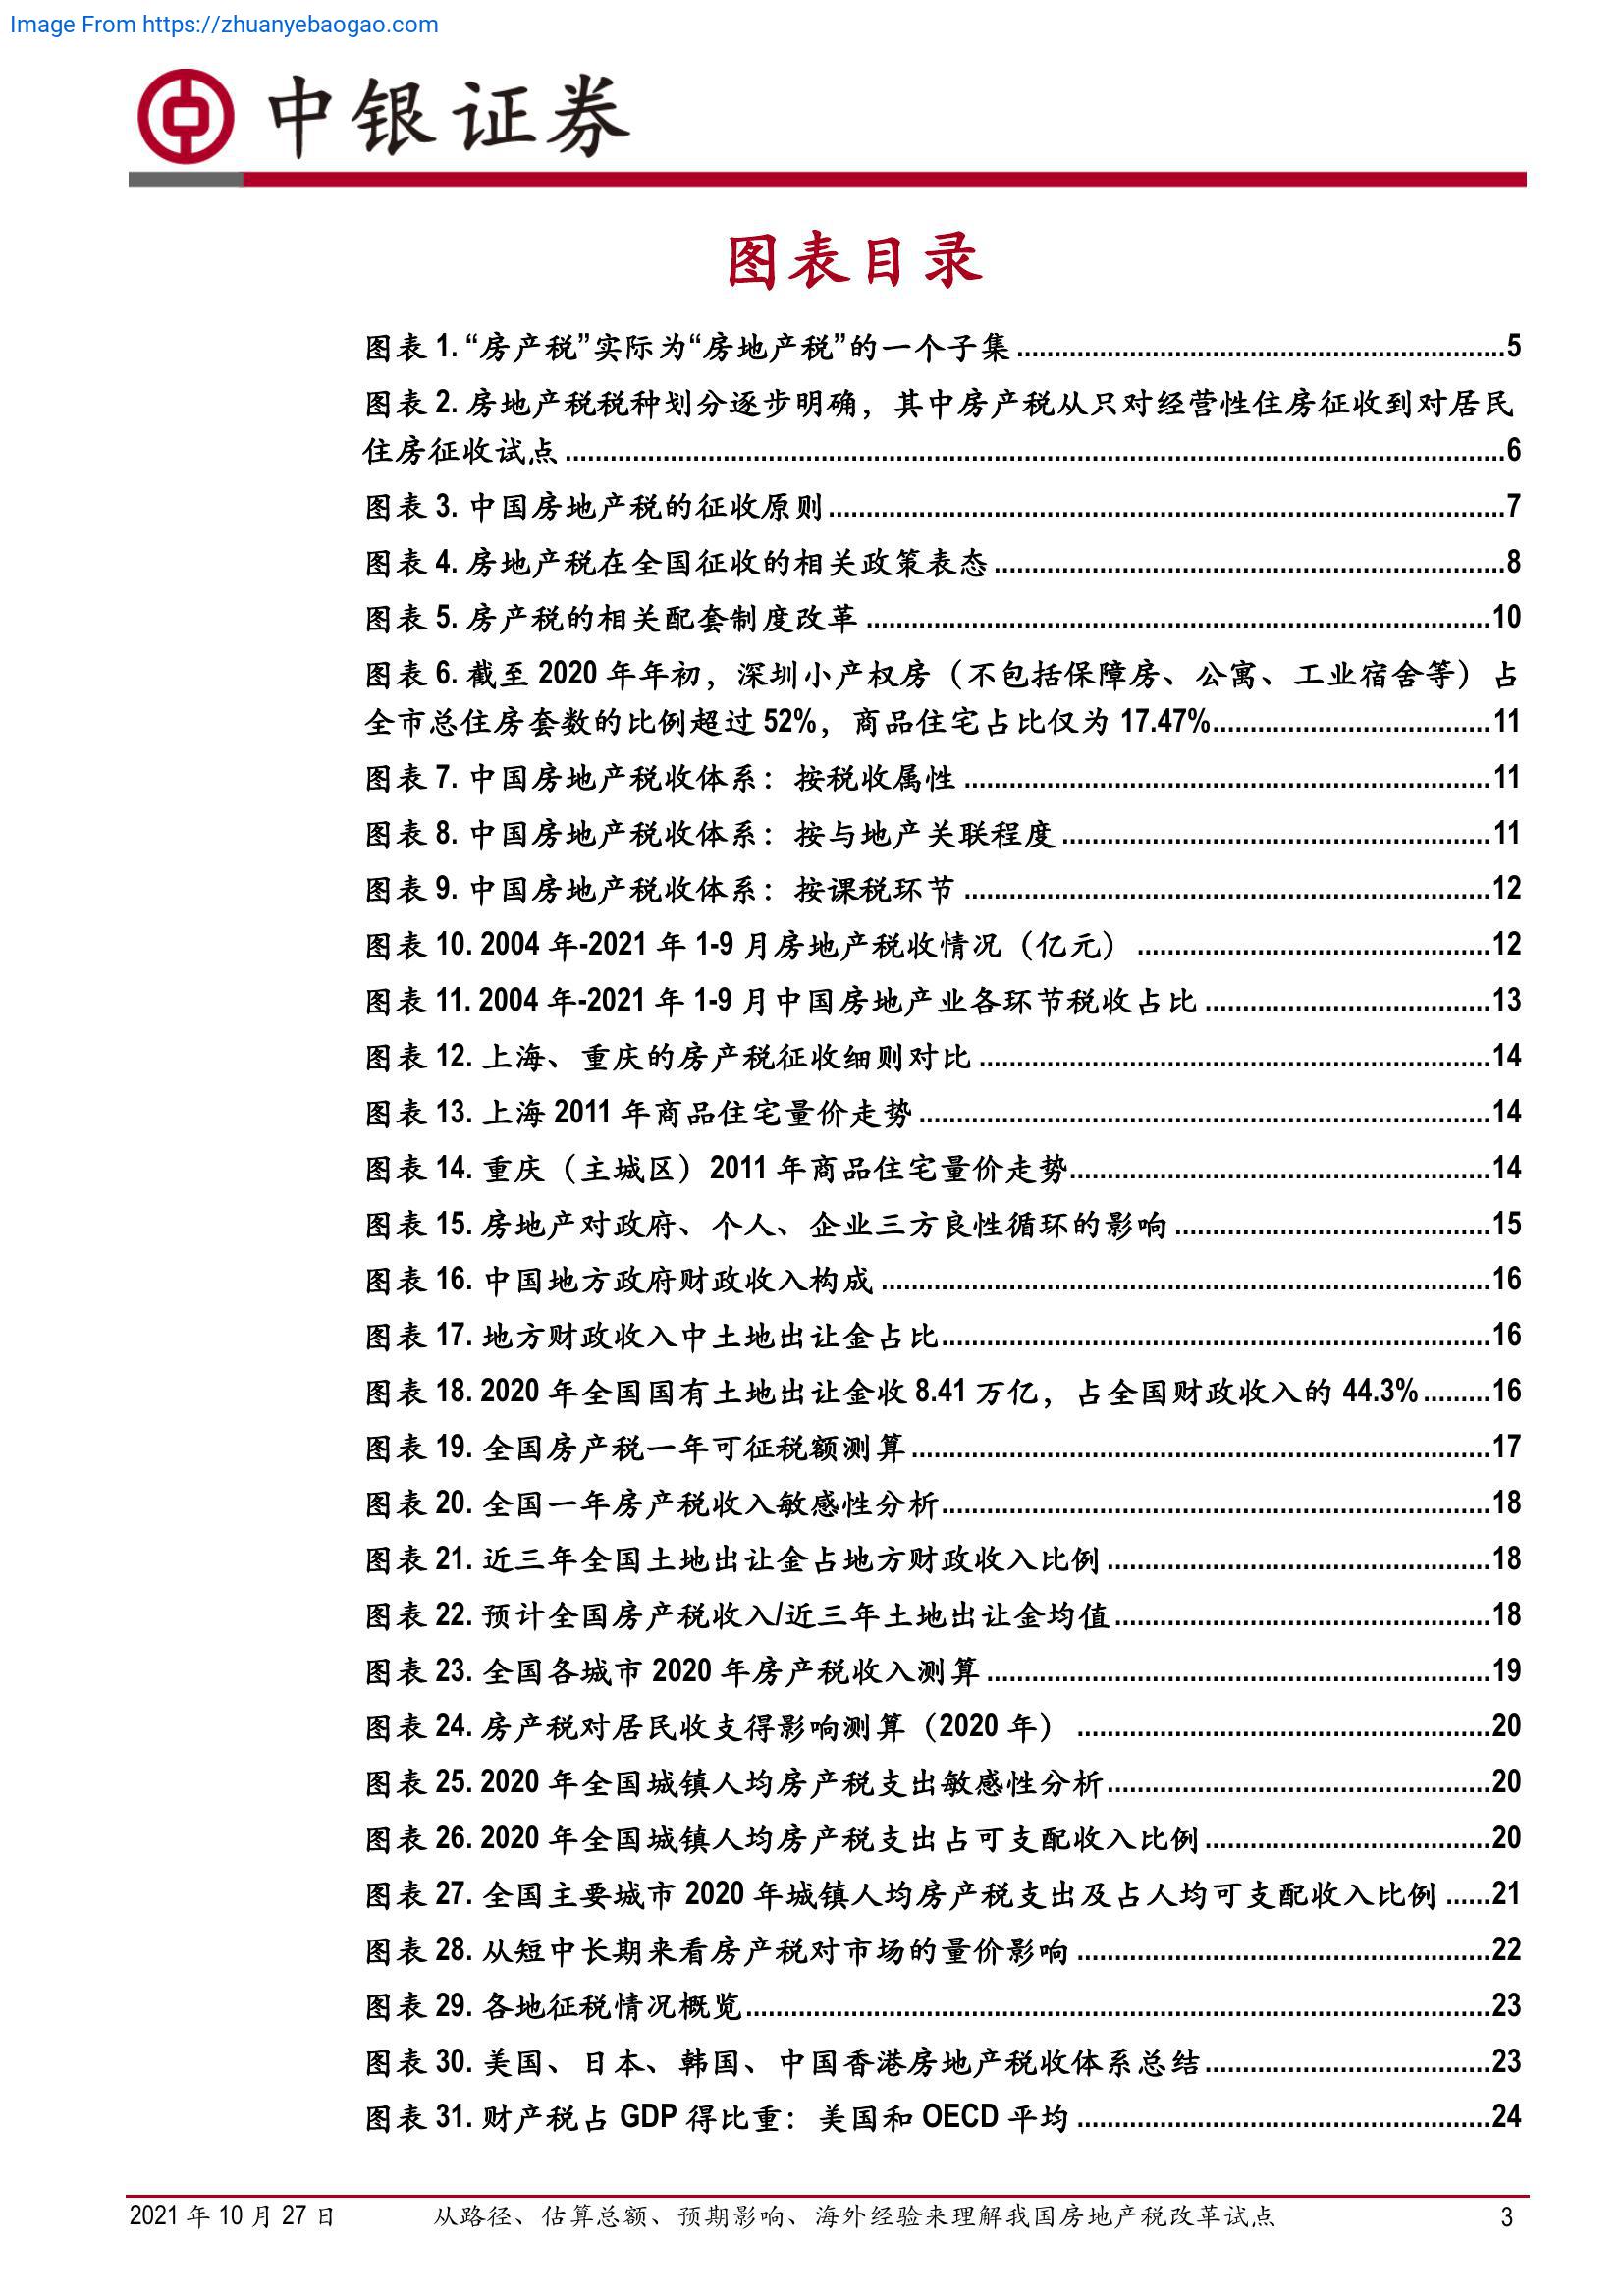 Image From https://zhuanyebaogao.com
中银证券
图表目录
图表 1. “房产税”实际为“房地产税”的一个子集 ........ 5
图表 2. 房地产税税种划分逐步明确，其中房产税从只对经营性住房征收到对居民
住房征收试点 ........ 6
图表 3. 中国房地产税的征收原则 ........ 7
图表 4. 房地产税在全国征收的相关政策表态 ........ 8
图表 5. 房产税的相关配套制度改革 ........ 10
图表 6. 截至 2020 年年初，深圳小产权房（不包括保障房、公寓、工业宿舍等）占
全市总住房套数的比例超过 52%，商品住宅占比仅为 17.47% ........ 11
图表 7. 中国房地产税收体系：按税收属性 ........ 11
图表 8. 中国房地产税收体系：按与地产关联程度 ........ 11
图表 9. 中国房地产税收体系：按课税环节 ........ 12
图表 10. 2004 年-2021 年 1-9 月房地产税收情况（亿元） ........ 12
图表 11. 2004 年-2021 年 1-9 月中国房地产业各环节税收占比 ........ 13
图表 12. 上海、重庆的房产税征收细则对比 ........ 14
图表 13. 上海 2011 年商品住宅量价走势 ........ 14
图表 14. 重庆（主城区）2011 年商品住宅量价走势 ........ 14
图表 15. 房地产对政府、个人、企业三方良性循环的影响 ........ 15
图表 16. 中国地方政府财政收入构成 ........ 16
图表 17. 地方财政收入中土地出让金占比 ........ 16
图表 18. 2020 年全国国有土地出让金收 8.41 万亿，占全国财政收入的 44.3% ........ 16
图表 19. 全国房产税一年可征税额测算 ........ 17
图表 20. 全国一年房产税收入敏感性分析 ........ 18
图表 21. 近三年全国土地出让金占地方财政收入比例 ........ 18
图表 22. 预计全国房产税收入/近三年土地出让金均值 ........ 18
图表 23. 全国各城市 2020 年房产税收入测算 ........ 19
图表 24. 房产税对居民收支得影响测算（2020 年） ........ 20
图表 25. 2020 年全国城镇人均房产税支出敏感性分析 ........ 20
图表 26. 2020 年全国城镇人均房产税支出占可支配收入比例 ........ 20
图表 27. 全国主要城市 2020 年城镇人均房产税支出及占人均可支配收入比例 ...... 21
图表 28. 从短中长期来看房产税对市场的量价影响 ........ 22
图表 29. 各地征税情况概览 ........ 23
图表 30. 美国、日本、韩国、中国香港房地产税收体系总结 ........ 23
图表 31. 财产税占 GDP 得比重：美国和 OECD 平均 ........ 24
2021 年 10 月 27 日 从路径、估算总额、预期影响、海外经验来理解我国房地产税改革试点 3